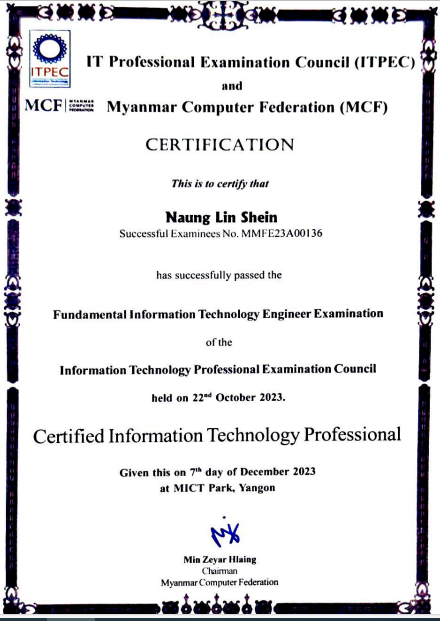 ITPEC
Information Technology
IT Professional Examination Council (ITPEC)
and
MCF
MYANMAR
COMPUTER
FEDERATION
Myanmar Computer Federation (MCF)
CERTIFICATION
This is to certify that
Naung Lin Shein
Successful Examinees No. MMFE23A00136
has successfully passed the
Fundamental Information Technology Engineer Examination
of the
Information Technology Professional Examination Council
held on 22nd October 2023.
Certified Information Technology Professional
Given this on 7th day of December 2023
at MICT Park, Yangon
Min Zeyar Hlaing
Chairman
Myanmar Computer Federation